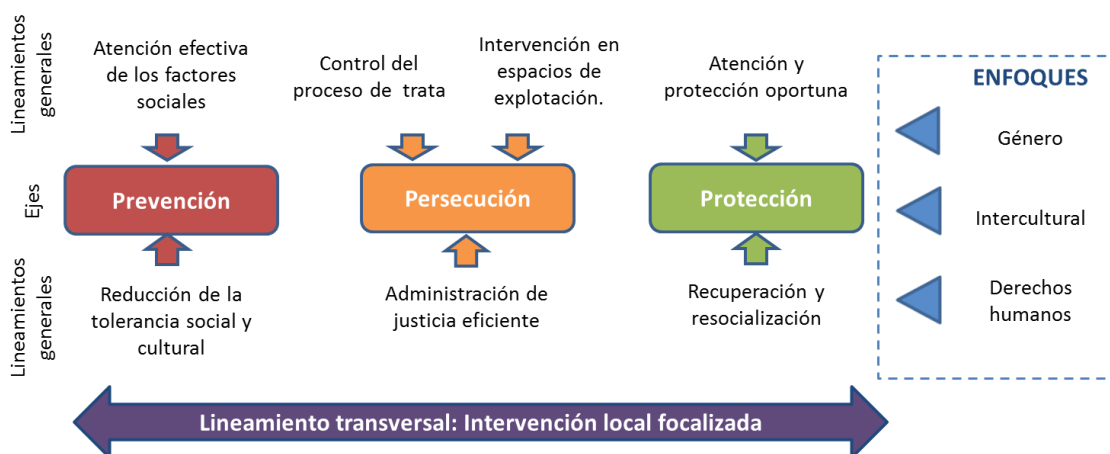 Lineamientos
generales
Atención efectiva
de los factores
sociales
Control del
proceso de trata
Intervención en
espacios de
explotación.
Atención y
protección oportuna
Ejes
Prevención
Persecución
Protección
Lineamientos
generales
Reducción de la
tolerancia social y
cultural
Administración de
justicia eficiente
Recuperación y
resocialización
ENFOQUES
Género
Intercultural
Derechos
humanos
Lineamiento transversal: Intervención local focalizada